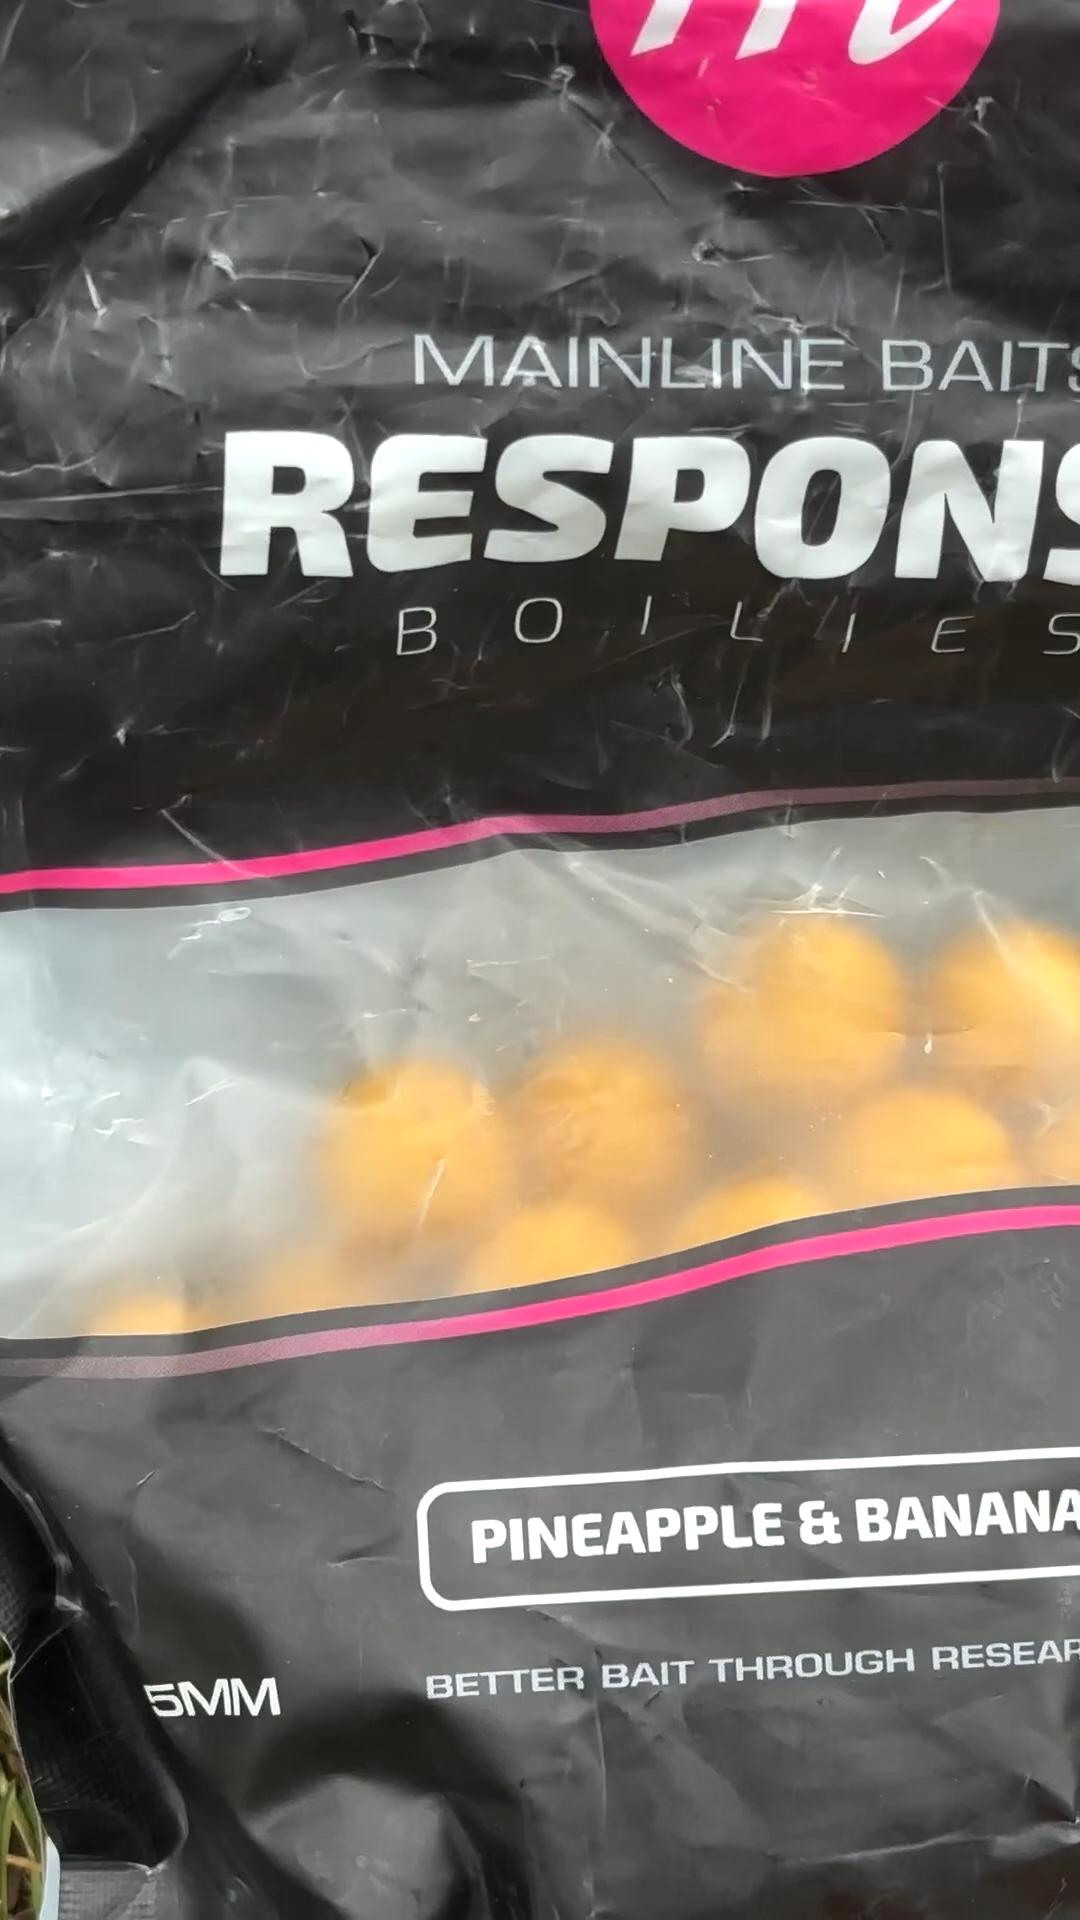 MAINLINE BAITS
RESPONS
BOILIES
PINEAPPLE & BANANA
BETTER BAIT THROUGH RESEAR
5MM